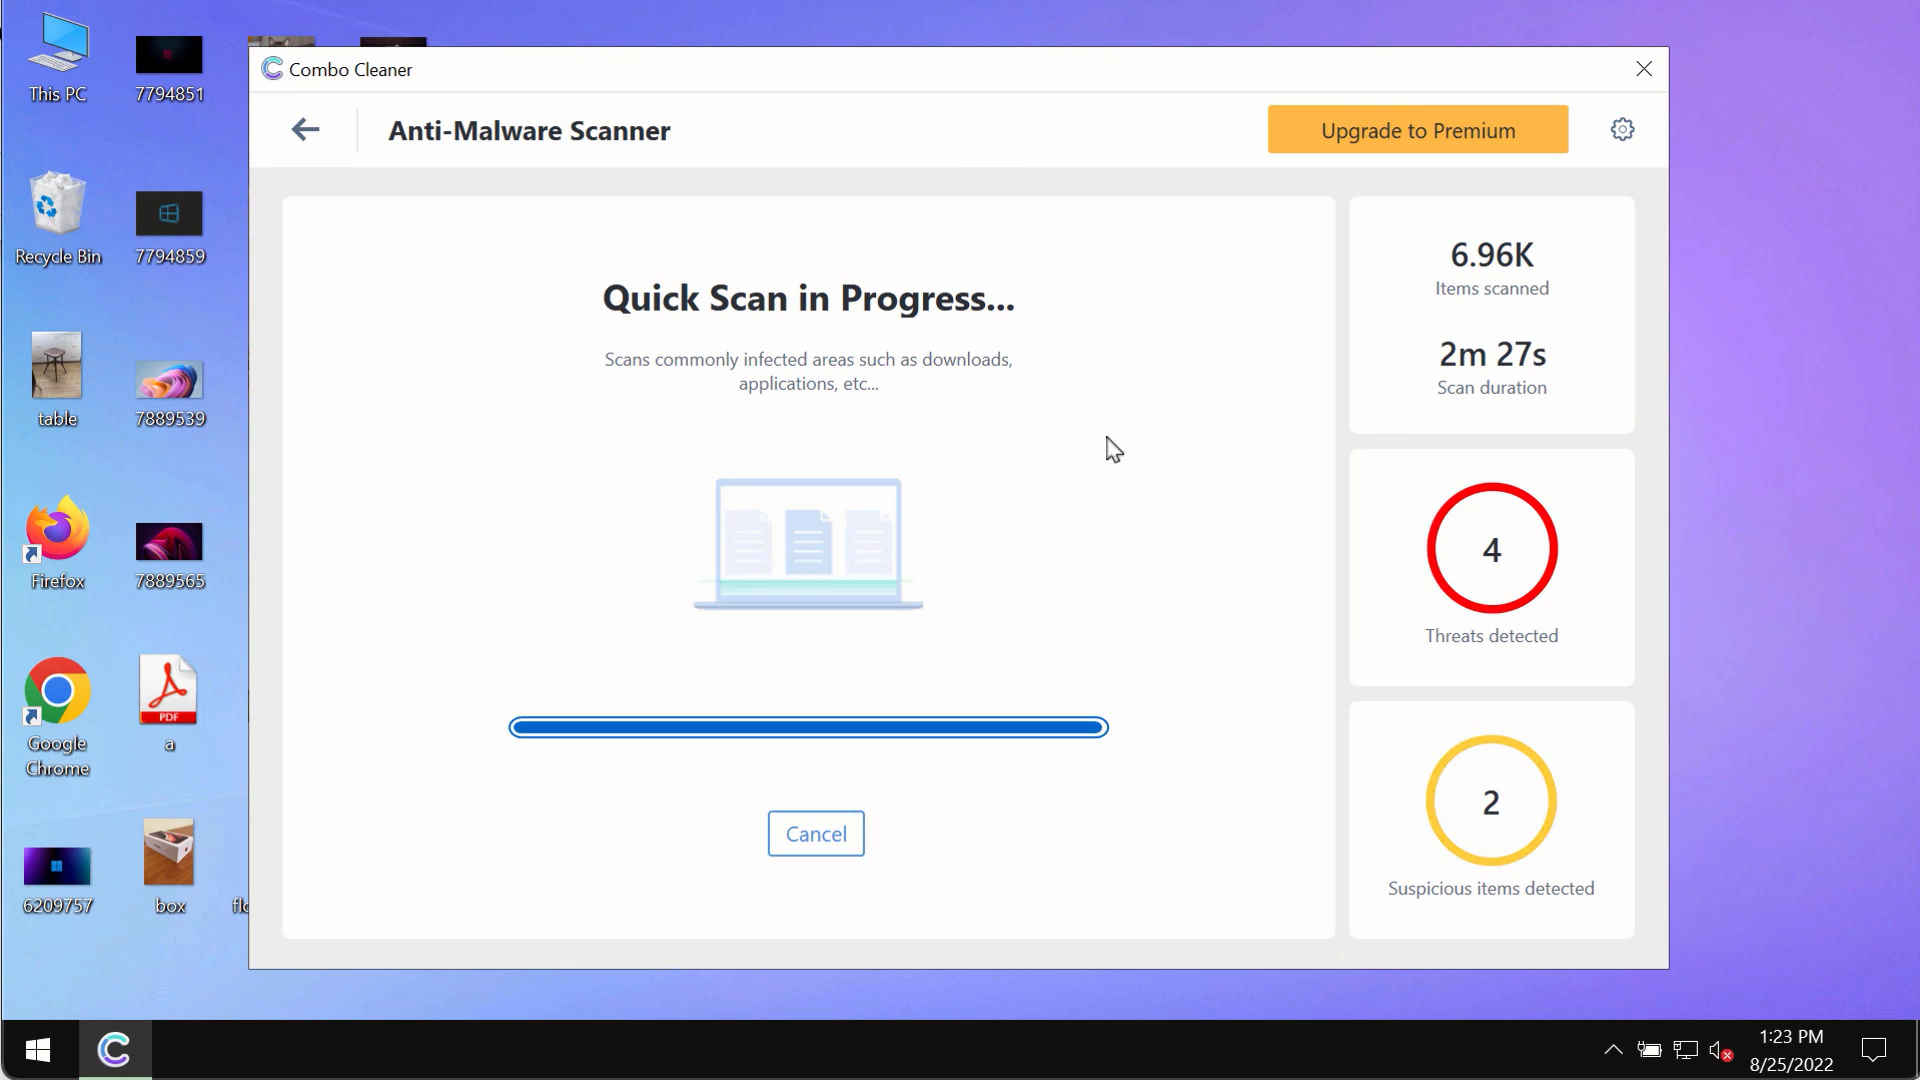 This PC
7794851
Recycle Bin
7794859
table
7889539
Firefox
7889565
Google
Chrome
PDF
a
6209757
box
Combo Cleaner
Anti-Malware Scanner
Upgrade to Premium
Quick Scan in Progress...
Scans commonly infected areas such as downloads,
applications, etc...
Cancel
6.96K
Items scanned
2m 27s
Scan duration
4
Threats detected
2
Suspicious items detected
1:23 PM
8/25/2022